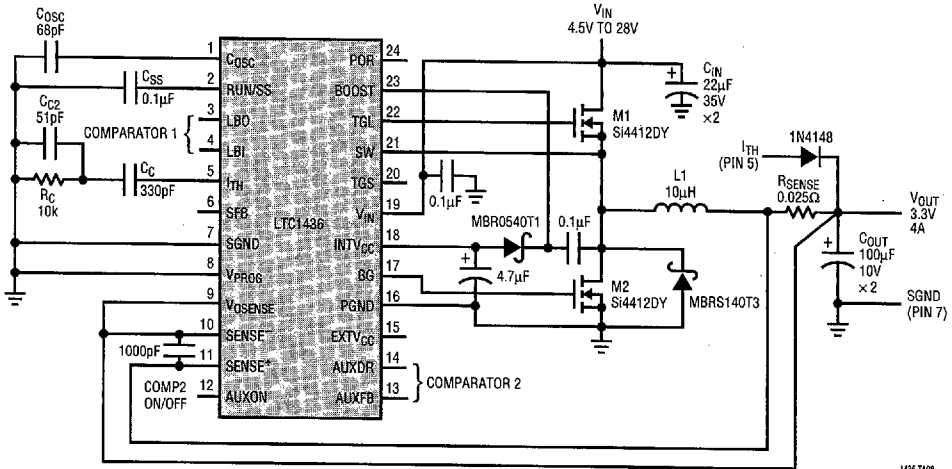 COSC
68pF
CSS
0.1µF
CC2
51pF
COMPARATOR 1
RC
10k
CC
330pF
1000pF
COMP2
ON/OFF
1 COSC
2 RUN/SS
3 LBO
4 LBI
5 ITH
6 SFB
7 SGND
8 VPROG
9 VOSENSE
10 SENSE–
11 SENSE+
12 AUXON
LTC1436
POR 24
BOOST 23
TGL 22
SW 21
TGS 20
VIN 19
INTVCC 18
BG 17
PGND 16
EXTVCC 15
AUXDR 14
AUXFB 13
COMPARATOR 2
VIN
4.5V TO 28V
+
CIN
22µF
35V
×2
M1
Si4412DY
0.1µF
MBR0540T1
0.1µF
+
4.7µF
M2
Si4412DY
MBRS140T3
L1
10µH
ITH
(PIN 5)
1N4148
RSENSE
0.025Ω
VOUT
3.3V
4A
+
COUT
100µF
10V
×2
SGND
(PIN 7)
1436 TA08